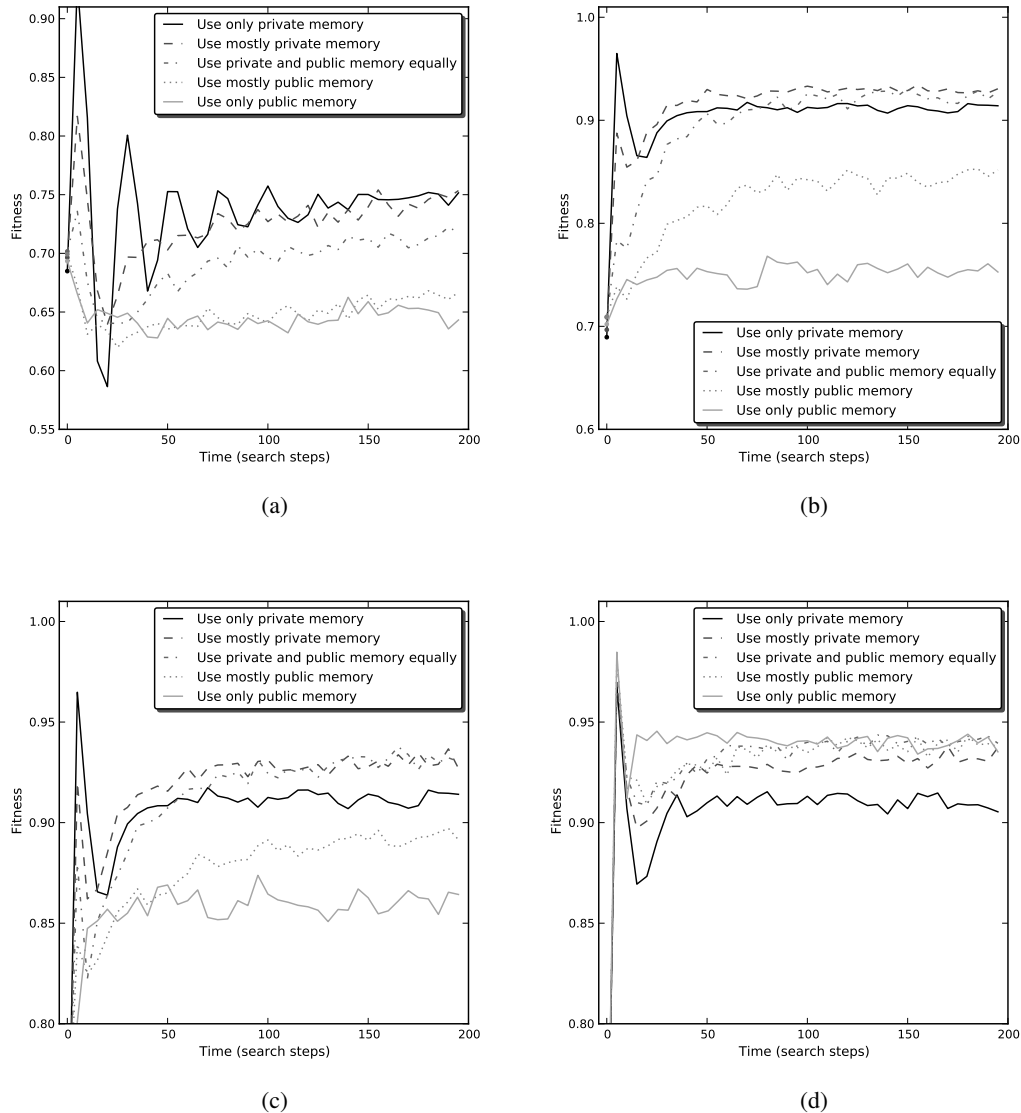 0.90
0.85
0.80
0.75
0.70
0.65
0.60
0.55
Fitness
0
50
100
150
200
Time (search steps)
Use only private memory
Use mostly private memory
Use private and public memory equally
Use mostly public memory
Use only public memory
(a)
1.0
0.9
0.8
0.7
0.6
Fitness
0
50
100
150
200
Time (search steps)
Use only private memory
Use mostly private memory
Use private and public memory equally
Use mostly public memory
Use only public memory
(b)
1.00
0.95
0.90
0.85
0.80
Fitness
0
50
100
150
200
Time (search steps)
Use only private memory
Use mostly private memory
Use private and public memory equally
Use mostly public memory
Use only public memory
(c)
1.00
0.95
0.90
0.85
0.80
Fitness
0
50
100
150
200
Time (search steps)
Use only private memory
Use mostly private memory
Use private and public memory equally
Use mostly public memory
Use only public memory
(d)